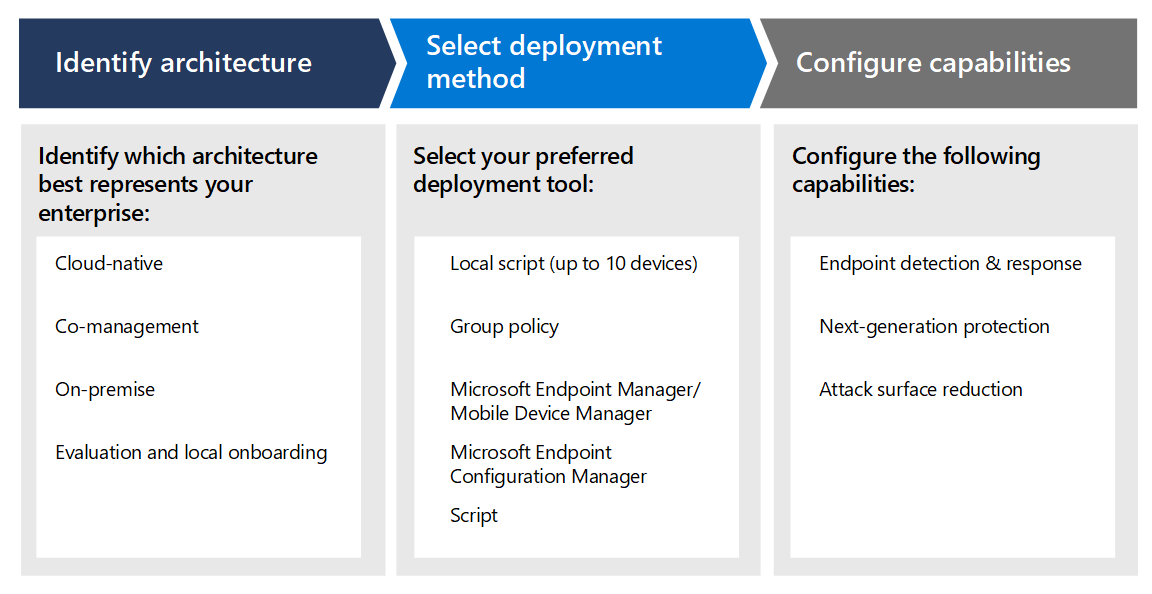 Identify architecture
Select deployment
method
Configure capabilities
Identify which architecture
best represents your
enterprise:
Cloud-native
Co-management
On-premise
Evaluation and local onboarding
Select your preferred
deployment tool:
Local script (up to 10 devices)
Group policy
Microsoft Endpoint Manager/
Mobile Device Manager
Microsoft Endpoint
Configuration Manager
Script
Configure the following
capabilities:
Endpoint detection & response
Next-generation protection
Attack surface reduction